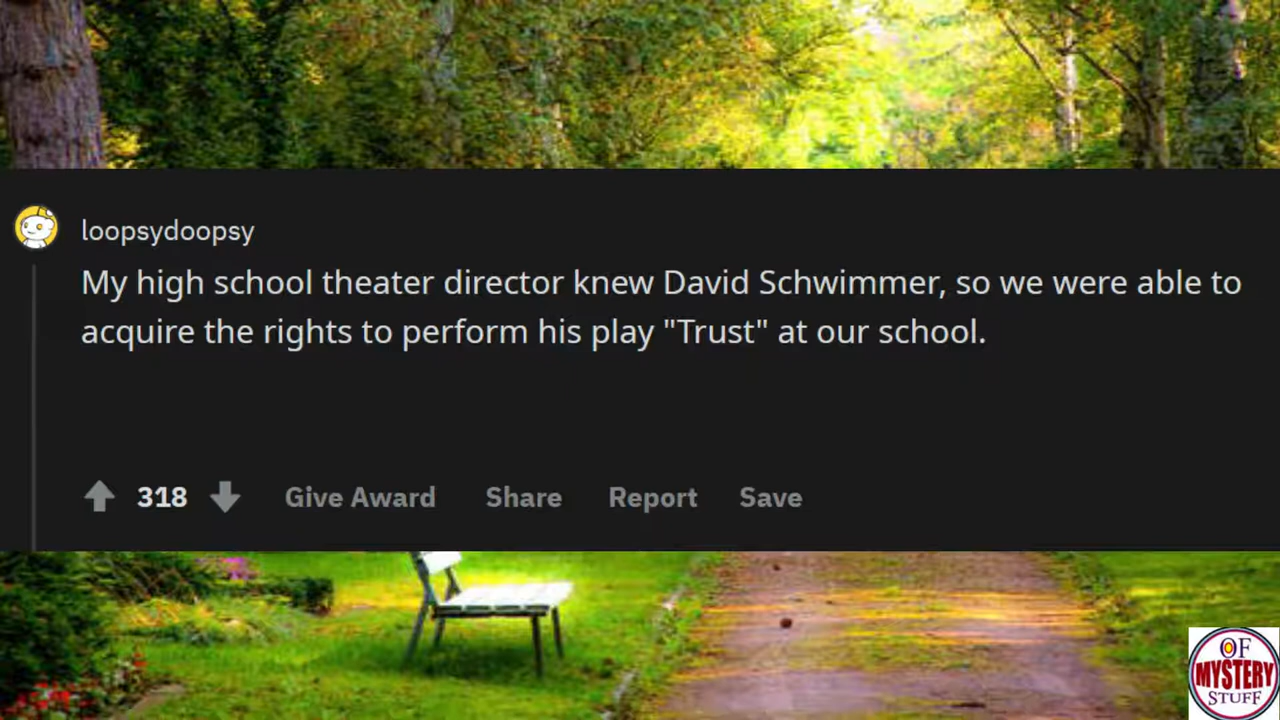 loopsydoopsy
My high school theater director knew David Schwimmer, so we were able to
acquire the rights to perform his play "Trust" at our school.
318 Give Award Share Report Save
OF
MYSTERY
STUFF